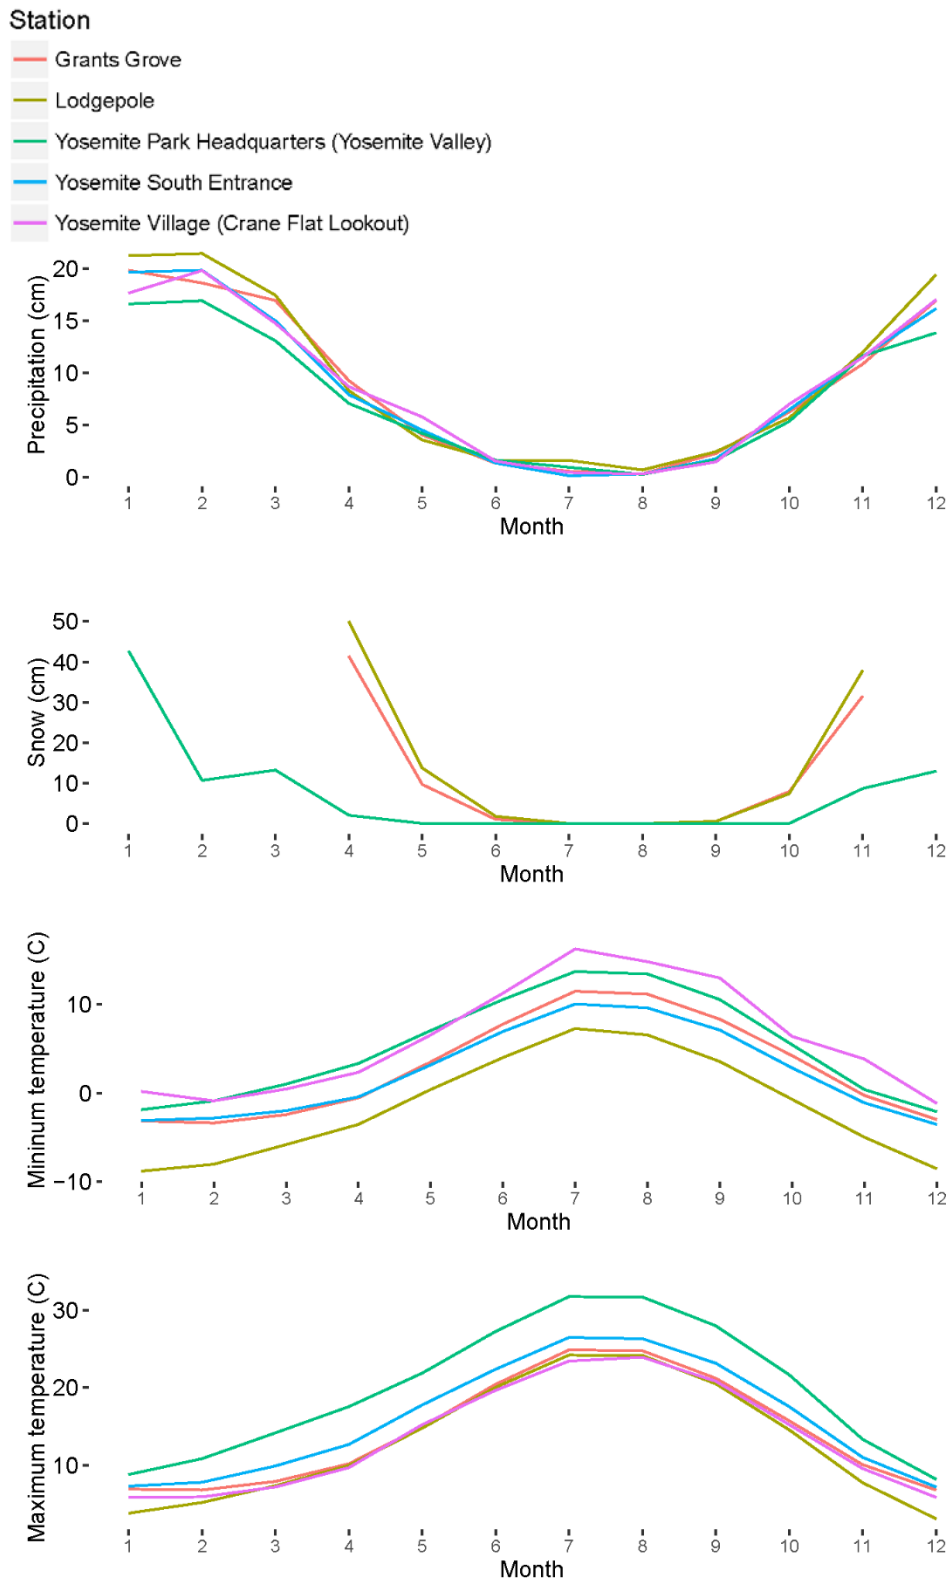 Station
Grants Grove
Lodgepole
Yosemite Park Headquarters (Yosemite Valley)
Yosemite South Entrance
Yosemite Village (Crane Flat Lookout)
Precipitation (cm)
20
15
10
5
0
1 2 3 4 5 6 7 8 9 10 11 12
Month
Snow (cm)
50
40
30
20
10
0
1 2 3 4 5 6 7 8 9 10 11 12
Month
Mininum temperature (C)
10
0
−10
1 2 3 4 5 6 7 8 9 10 11 12
Month
Maximum temperature (C)
30
20
10
1 2 3 4 5 6 7 8 9 10 11 12
Month